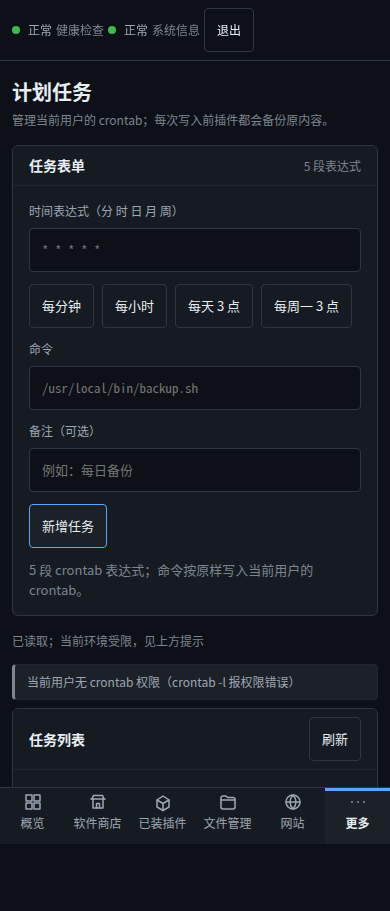 正常 健康检查 正常 系统信息 退出
计划任务
管理当前用户的 crontab；每次写入前插件都会备份原内容。
任务表单 5 段表达式
时间表达式（分 时 日 月 周）
* * * * *
每分钟 每小时 每天 3 点 每周一 3 点
命令
/usr/local/bin/backup.sh
备注（可选）
例如：每日备份
新增任务
5 段 crontab 表达式；命令按原样写入当前用户的
crontab。
已读取；当前环境受限，见上方提示
当前用户无 crontab 权限（crontab -l 报权限错误）
任务列表 刷新
概览 软件商店 已装插件 文件管理 网站 更多